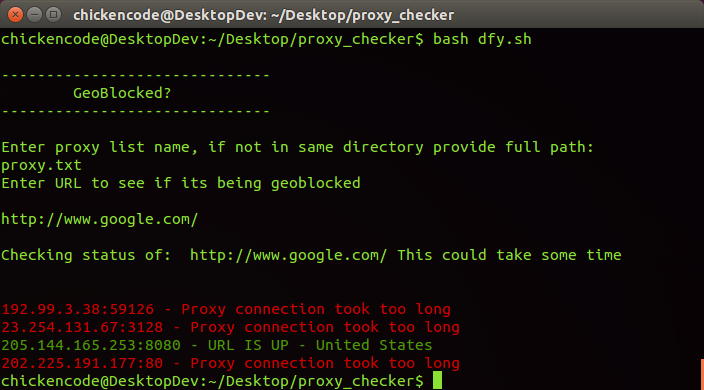 chickencode@DesktopDev: ~/Desktop/proxy_checker
chickencode@DesktopDev:~/Desktop/proxy_checker$ bash dfy.sh
------------------------------
GeoBlocked?
------------------------------
Enter proxy list name, if not in same directory provide full path:
proxy.txt
Enter URL to see if its being geoblocked
http://www.google.com/
Checking status of:  http://www.google.com/ This could take some time
192.99.3.38:59126 - Proxy connection took too long
23.254.131.67:3128 - Proxy connection took too long
205.144.165.253:8080 - URL IS UP - United States
202.225.191.177:80 - Proxy connection took too long
chickencode@DesktopDev:~/Desktop/proxy_checker$